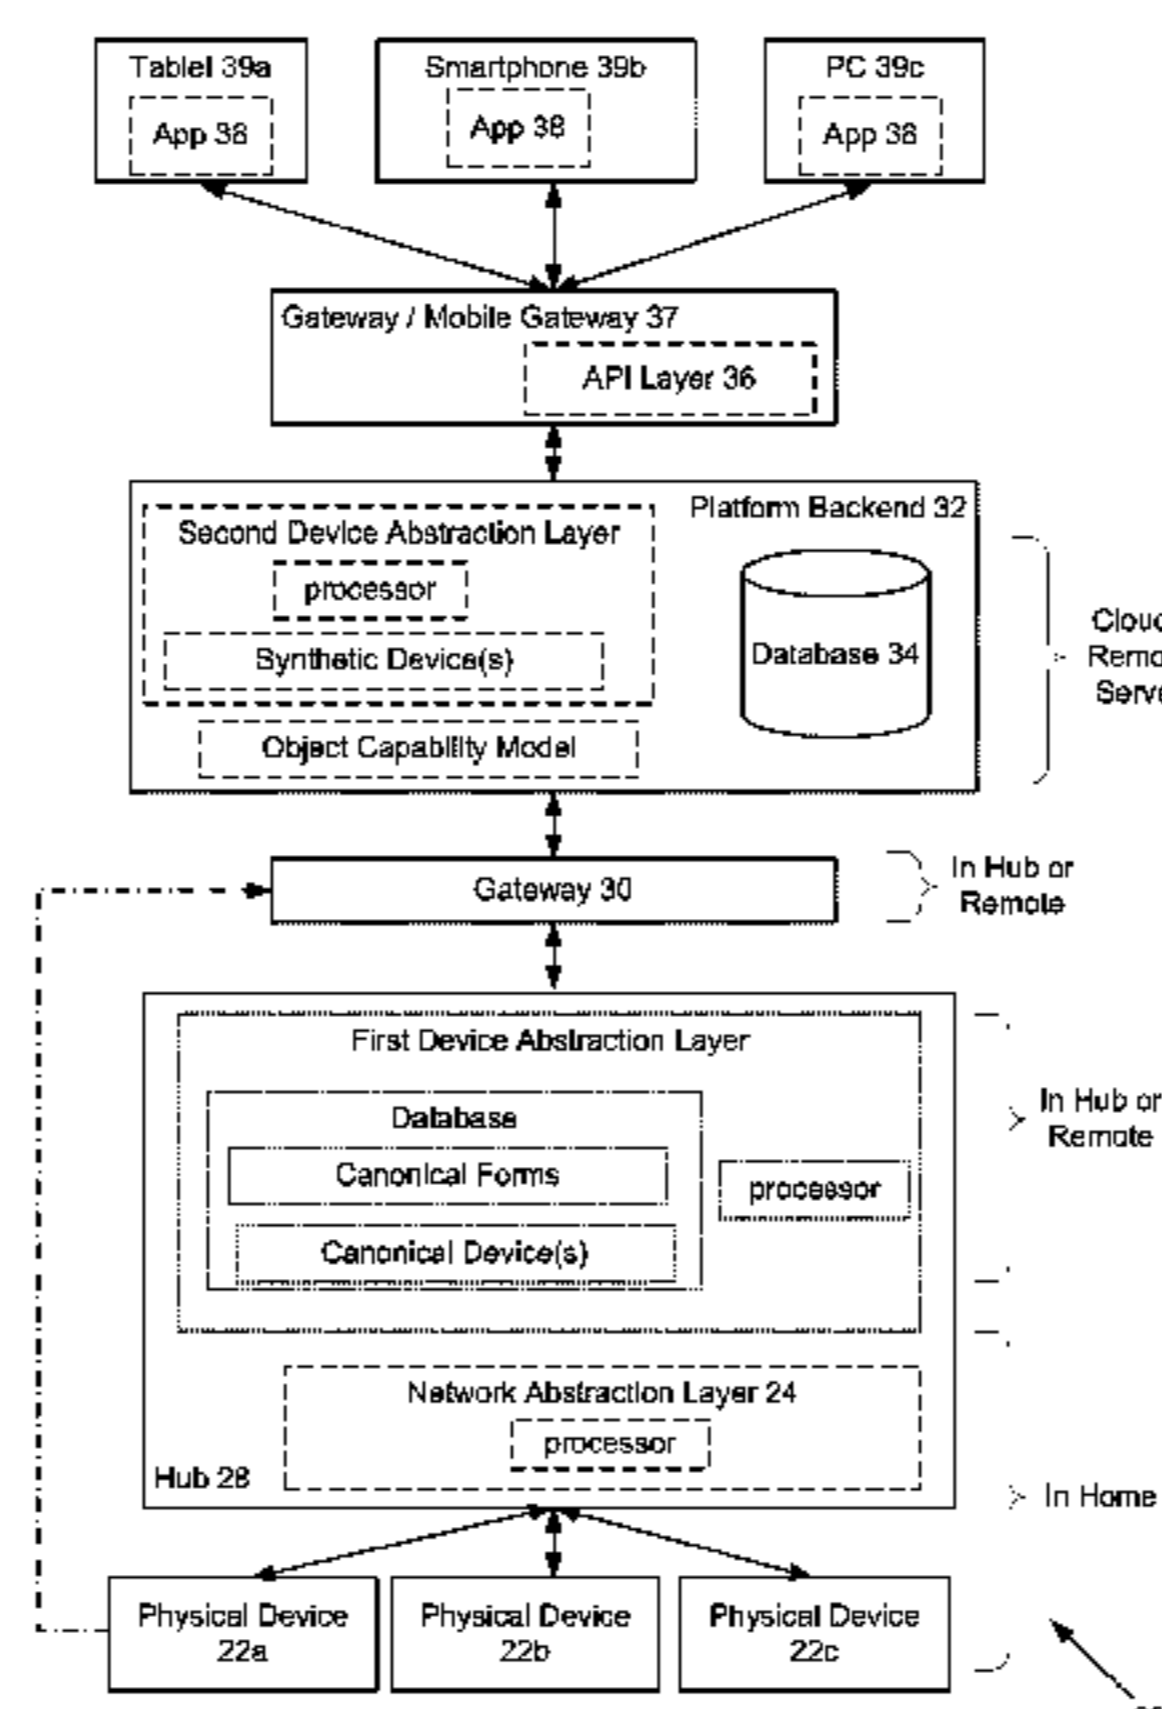 Tablet 39a
Smartphone 39b
PC 39c
App 38
App 38
App 38
Gateway / Mobile Gateway 37
API Layer 36
Platform Backend 32
Second Device Abstraction Layer
processor
Synthetic Device(s)
Database 34
Object Capability Model
Cloud
Remo
Serve
Gateway 30
In Hub or
Remote
First Device Abstraction Layer
Database
Canonical Forms
Canonical Device(s)
processor
In Hub or
Remote
Network Abstraction Layer 24
processor
Hub 28
In Home
Physical Device
22a
Physical Device
22b
Physical Device
22c